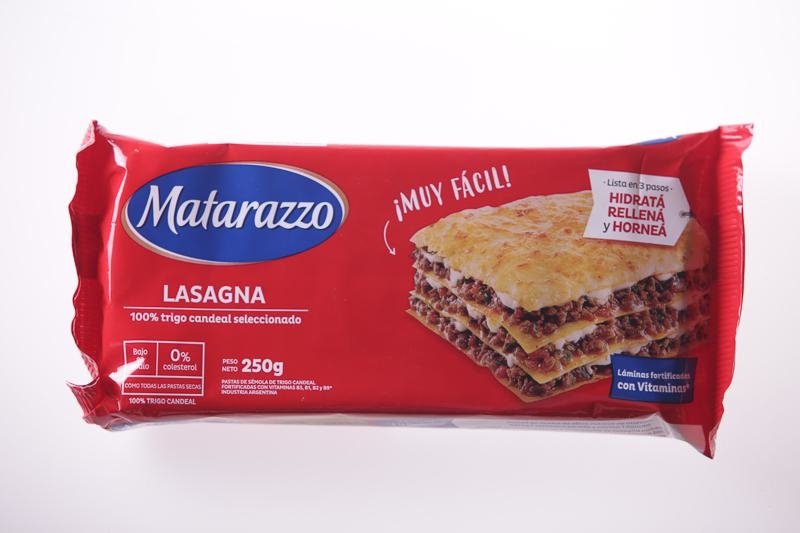 Matarazzo
LASAGNA
100% trigo candeal seleccionado
Bajo
0%
colesterol
COMO TODAS LAS PASTAS SECAS
100% TRIGO CANDEAL
PESO
NETO 250g
PASTAS DE SÉMOLA DE TRIGO CANDEAL
FORTIFICADAS CON VITAMINAS B3, B1, B2 y B9*
INDUSTRIA ARGENTINA
¡MUY FÁCIL!
· Lista en 3 pasos ·
HIDRATÁ
RELLENÁ
y HORNEÁ
Láminas fortificadas
con Vitaminas*